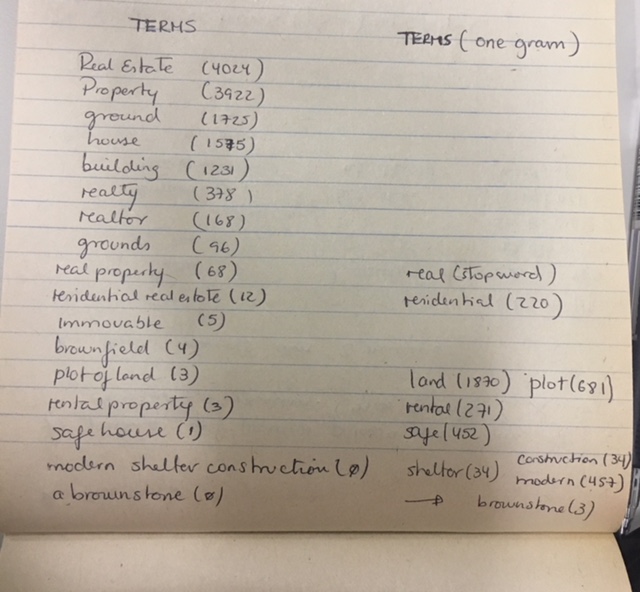 TERMS TERMS (one gram)
Real Estate (4024)
Property (3922)
ground (1725)
house (1575)
building (1231)
realty (378)
realtor (168)
grounds (96)
real property (68) real (stopword)
residential real estate (12) residential (220)
Immovable (5)
brownfield (4)
plot of land (3) land (1870) plot (681)
rental property (3) rental (271)
safe house (1) safe (452)
modern shelter construction (ø) sheltor (34) construction (34)
modern (457)
a brownstone (ø) → brownstone (3)